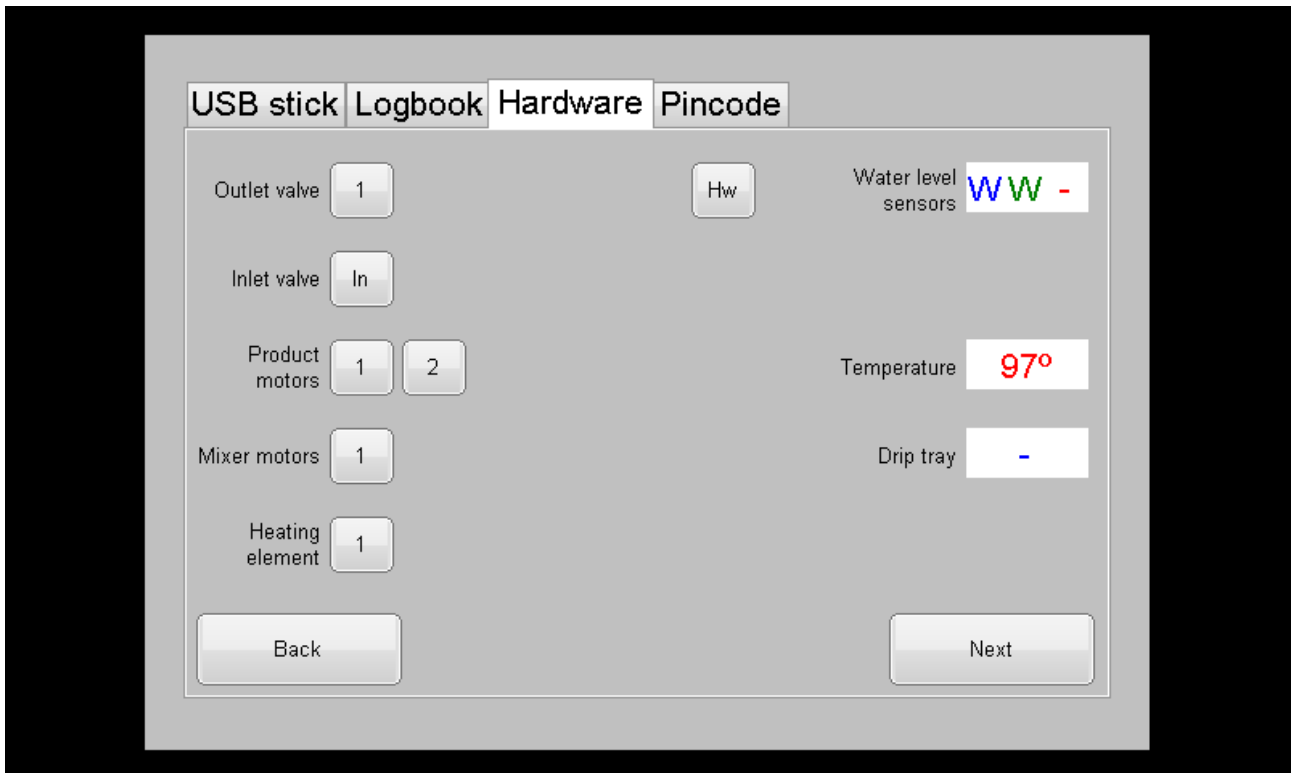 USB stick Logbook Hardware Pincode
Outlet valve 1 Hw Water level
sensors W W -
Inlet valve In
Product
motors 1 2 Temperature 97º
Mixer motors 1 Drip tray -
Heating
element 1
Back Next